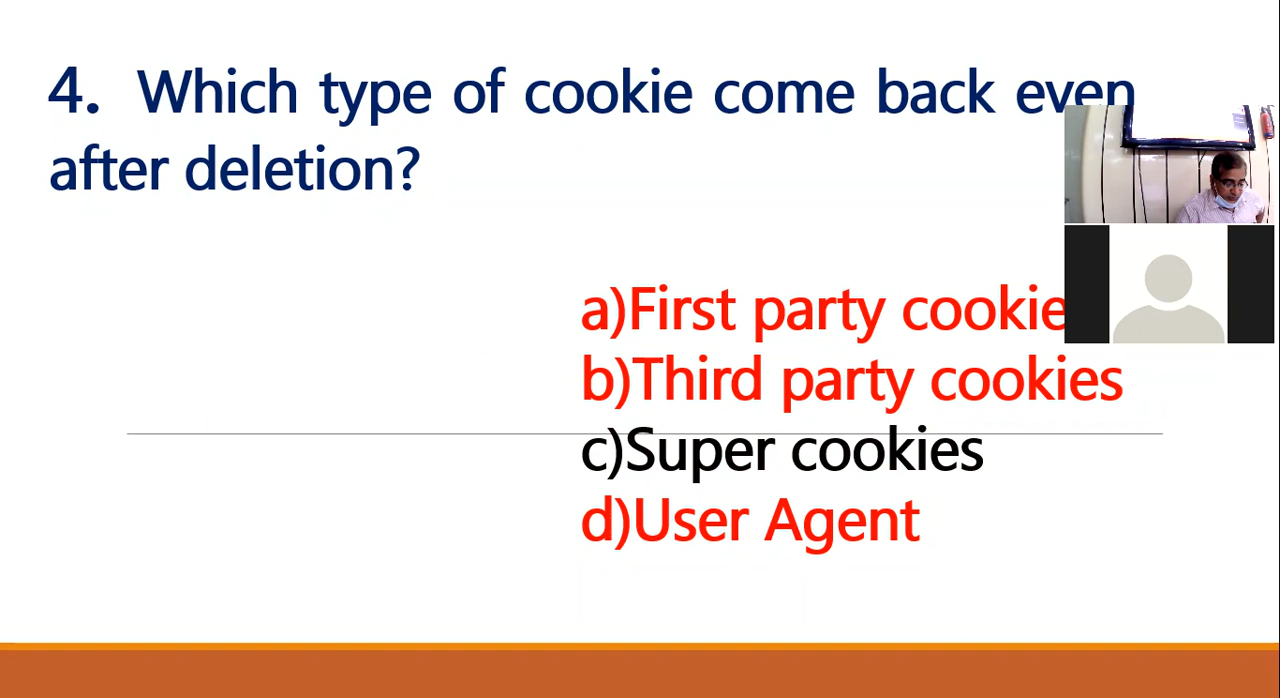 4. Which type of cookie come back even
after deletion?
a)First party cookie
b)Third party cookies
c)Super cookies
d)User Agent